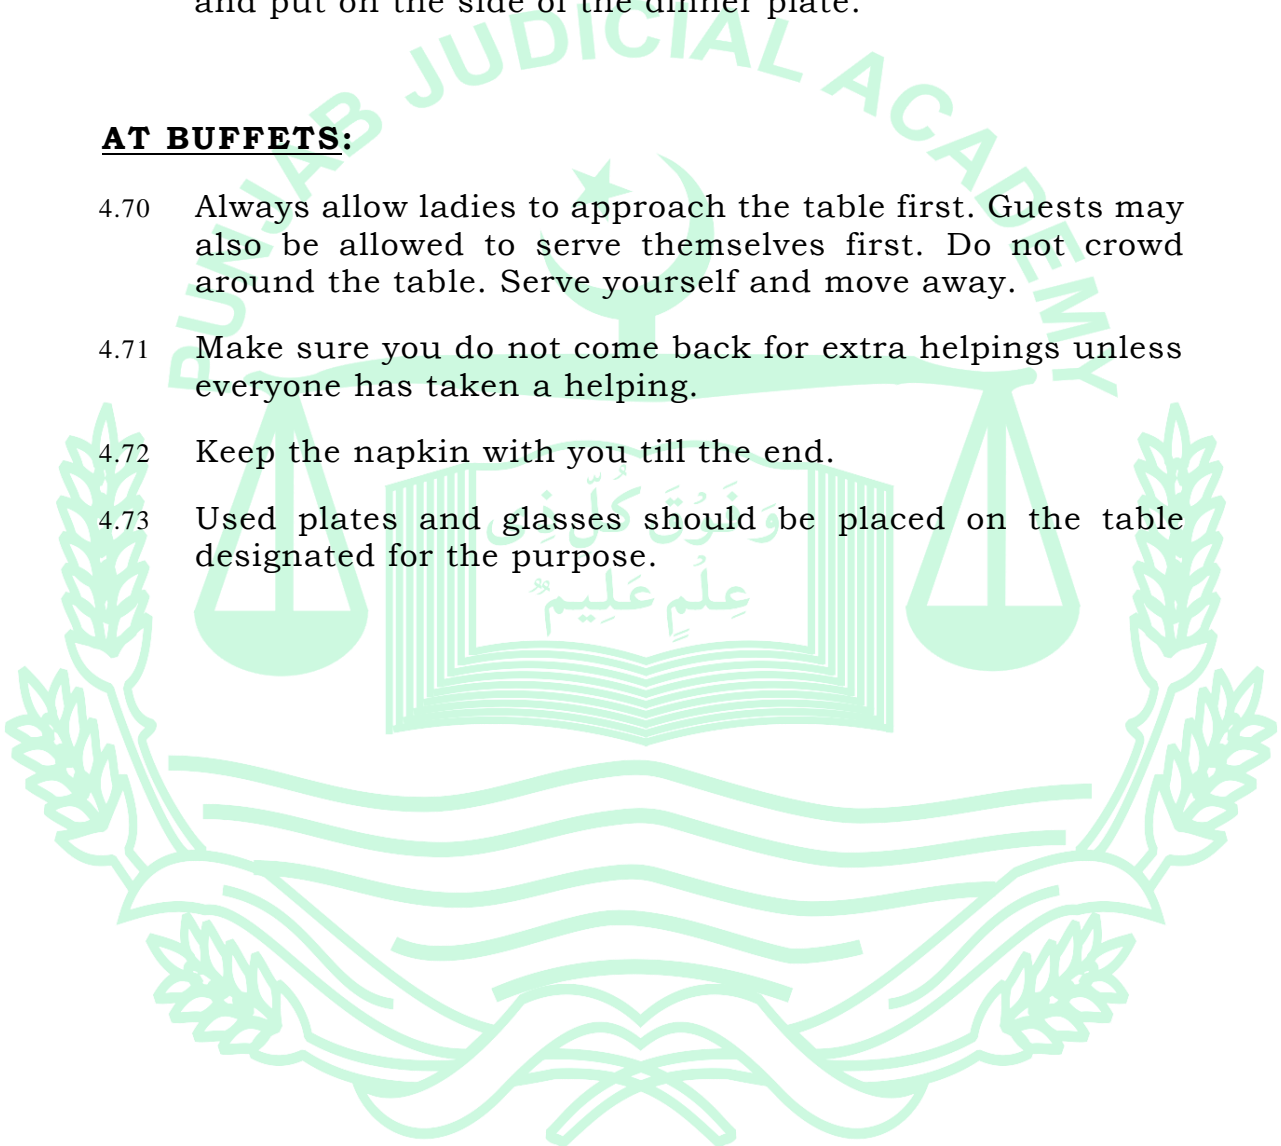 and put on the side of the dinner plate.
PUNJAB JUDICIAL ACADEMY
AT BUFFETS:
4.70 Always allow ladies to approach the table first. Guests may
also be allowed to serve themselves first. Do not crowd
around the table. Serve yourself and move away.
4.71 Make sure you do not come back for extra helpings unless
everyone has taken a helping.
4.72 Keep the napkin with you till the end.
وَفَوْقَ كُلِّ ذِی
4.73 Used plates and glasses should be placed on the table
designated for the purpose.
عِلْمٍ عَلِيم